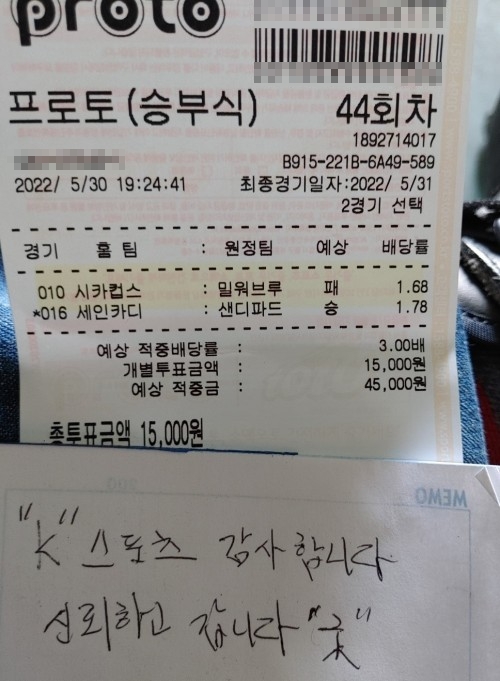 proto
프로토(승부식) 44회차
1892714017
B915-221B-6A49-589
2022/ 5/30 19:24:41 최종경기일자:2022/ 5/31
2경기 선택
경기 홈 팀 : 원정팀 예상 배당률
010 시카컵스 : 밀워브루 패 1.68
*016 세인카디 : 샌디파드 승 1.78
예상 적중배당률 : 3.00배
개별투표금액 : 15,000원
예상 적중금 : 45,000원
총투표금액 15,000원
MEMO
"k" 스포츠 감사합니다
신뢰하고 갑니다 "굿"